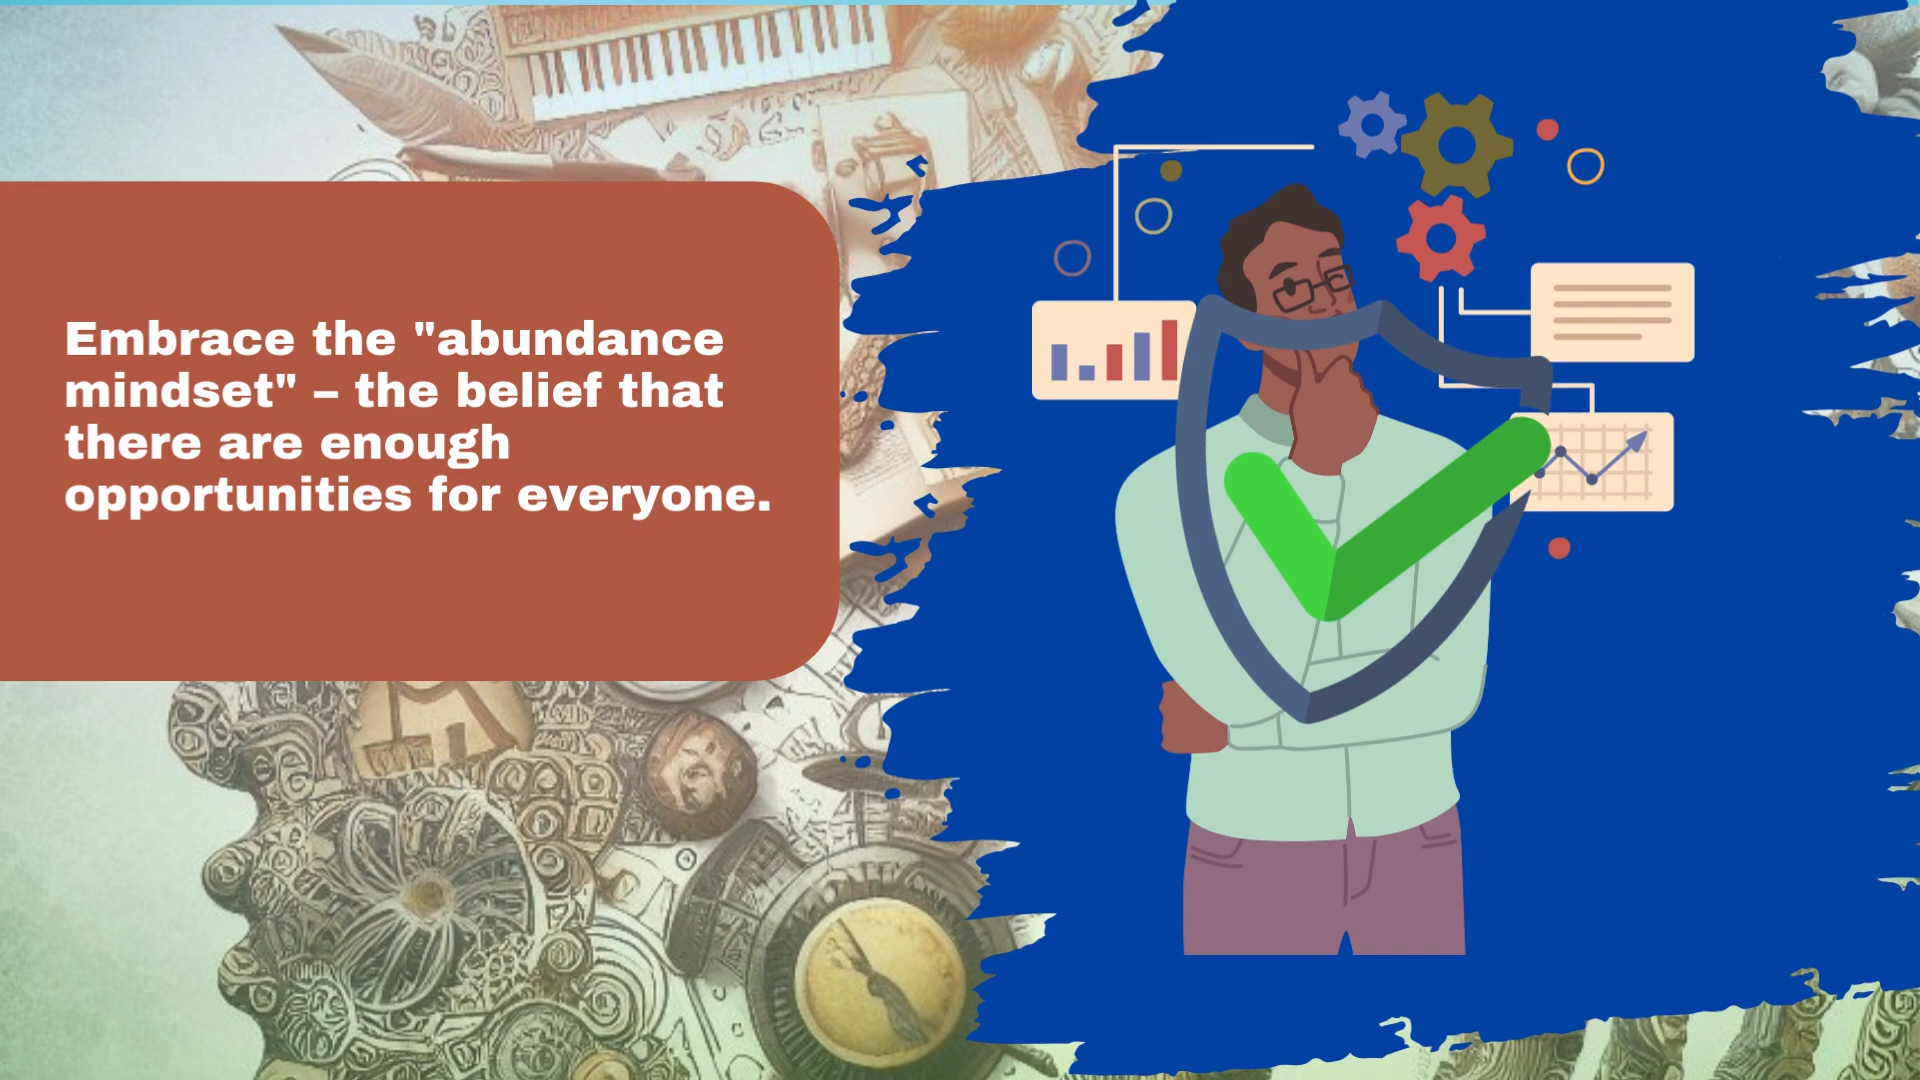 Embrace the "abundance
mindset" – the belief that
there are enough
opportunities for everyone.